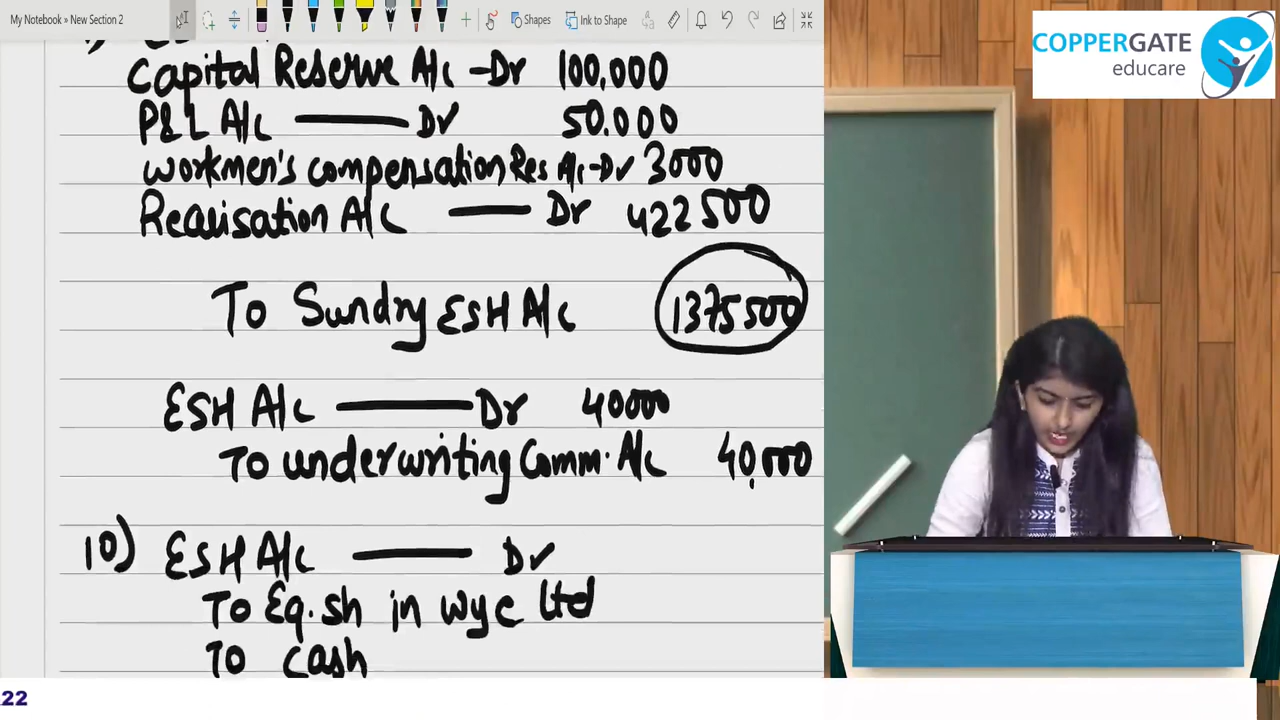 My Notebook » New Section 2
Shapes
Ink to Shape
COPPERGATE
educare
Capital Reserve A/c - Dr 100,000
P&L A/c — Dr 50.000
Workmen's compensation Res A/c - Dr 3000
Realisation A/c — Dr 422500
To Sundry ESH A/c 1375500
ESH A/c — Dr 40000
To underwriting Comm. A/c 40,000
10) ESH A/c — Dr
To Eq. sh in wyc Ltd
To cash
22